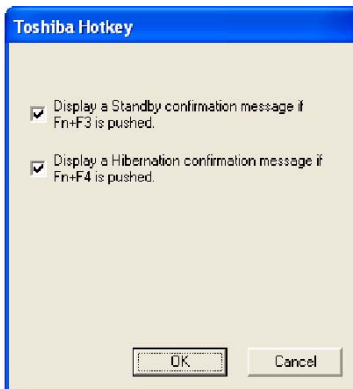 Toshiba Hotkey
Display a Standby confirmation message if
Fn+F3 is pushed.
Display a Hibernation confirmation message if
Fn+F4 is pushed.
OK
Cancel